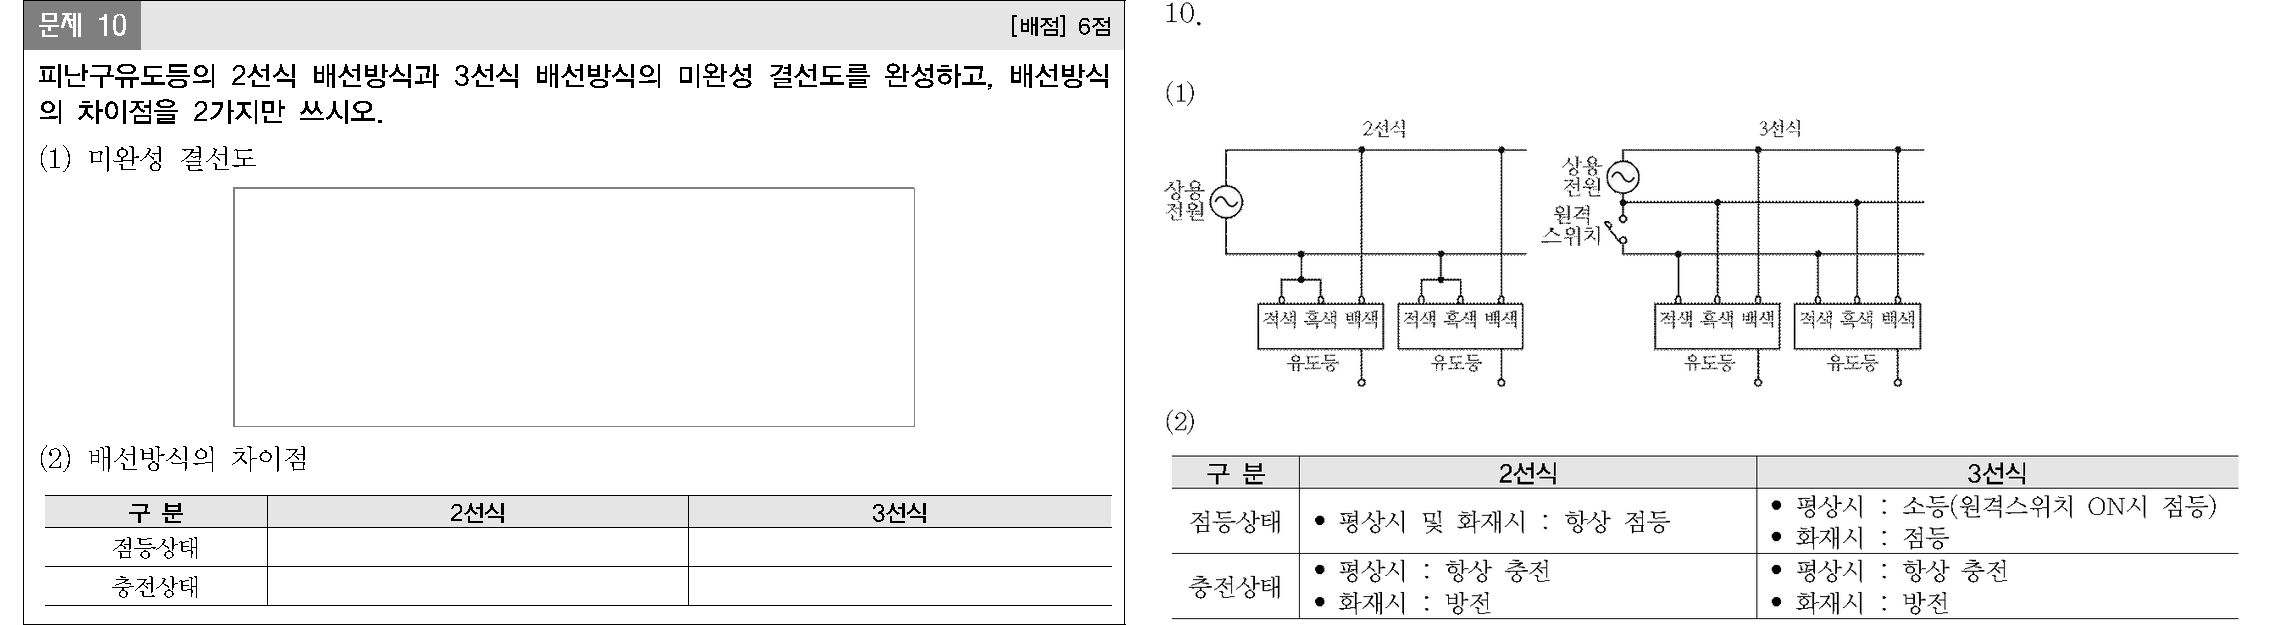 문제 10
[배점] 6점
피난구유도등의 2선식 배선방식과 3선식 배선방식의 미완성 결선도를 완성하고, 배선방식
의 차이점을 2가지만 쓰시오.
(1) 미완성 결선도
(2) 배선방식의 차이점
구 분 2선식 3선식
점등상태
충전상태
10.
(1)
2선식
상용
전원
적색 흑색 백색
유도등
적색 흑색 백색
유도등
3선식
상용
전원
원격
스위치
적색 흑색 백색
유도등
적색 흑색 백색
유도등
(2)
구 분 2선식 3선식
점등상태
• 평상시 및 화재시 : 항상 점등
• 평상시 : 소등(원격스위치 ON시 점등)
• 화재시 : 점등
충전상태
• 평상시 : 항상 충전
• 화재시 : 방전
• 평상시 : 항상 충전
• 화재시 : 방전